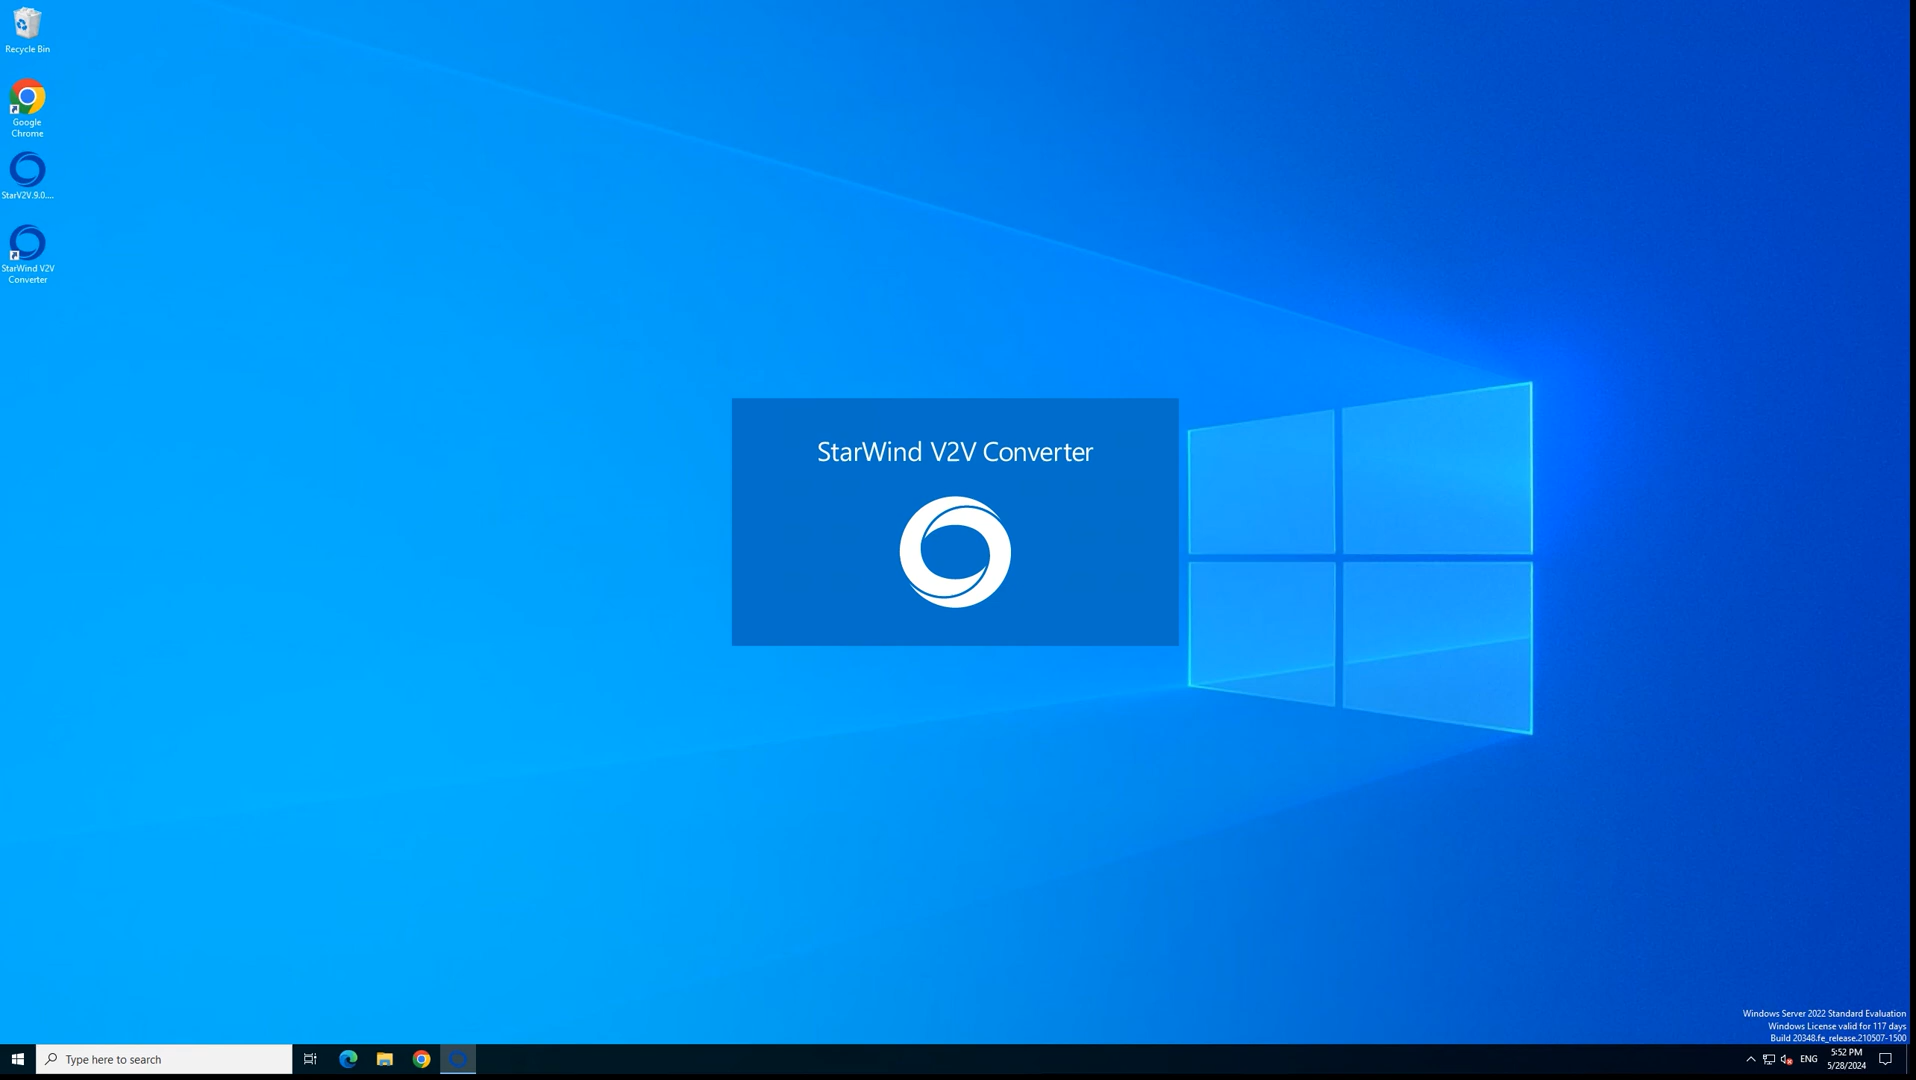 Recycle Bin
Google
Chrome
StarV2V.9.0....
StarWind V2V
Converter
StarWind V2V Converter
Windows Server 2022 Standard Evaluation
Windows License valid for 117 days
Build 20348.fe_release.210507-1500
Type here to search
ENG
5:52 PM
5/28/2024